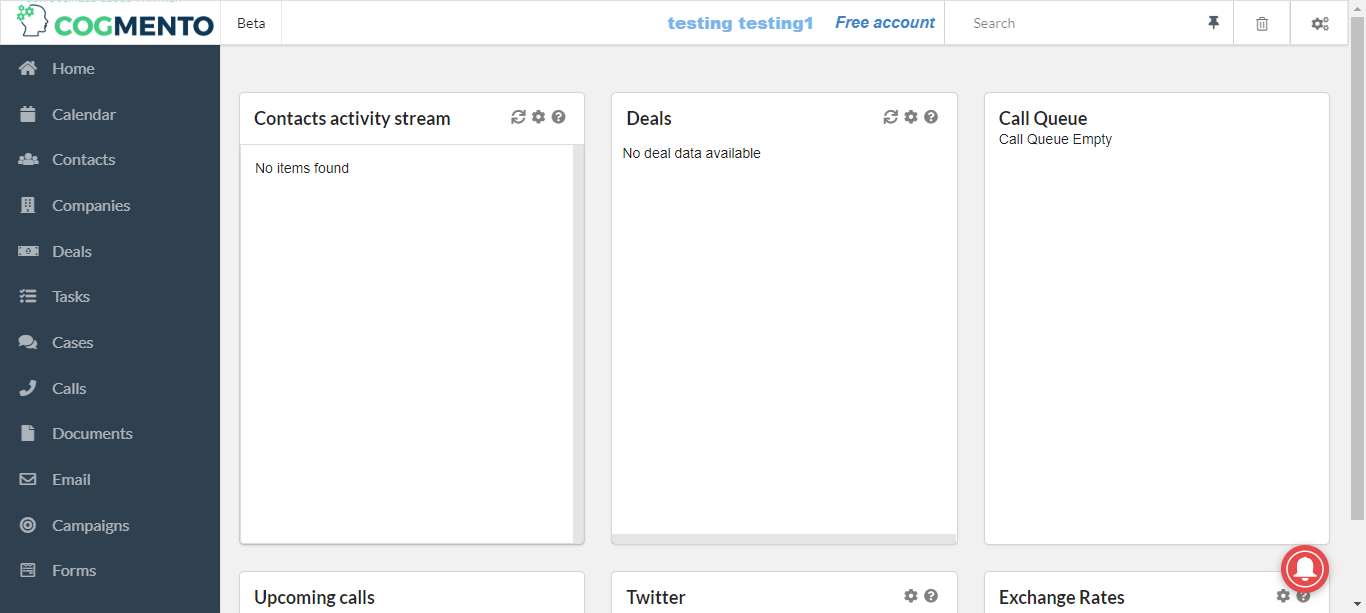 COGMENTO
Beta
testing testing1
Free account
Search
Home
Calendar
Contacts
Companies
Deals
Tasks
Cases
Calls
Documents
Email
Campaigns
Forms
Contacts activity stream
No items found
Deals
No deal data available
Call Queue
Call Queue Empty
Upcoming calls
Twitter
Exchange Rates